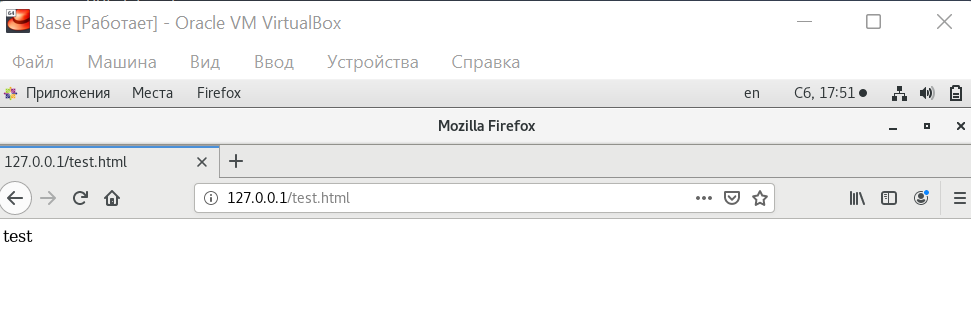 64 Base [Работает] - Oracle VM VirtualBox
Файл Машина Вид Ввод Устройства Справка
Приложения Места Firefox en Сб, 17:51
Mozilla Firefox
127.0.0.1/test.html
127.0.0.1/test.html
test